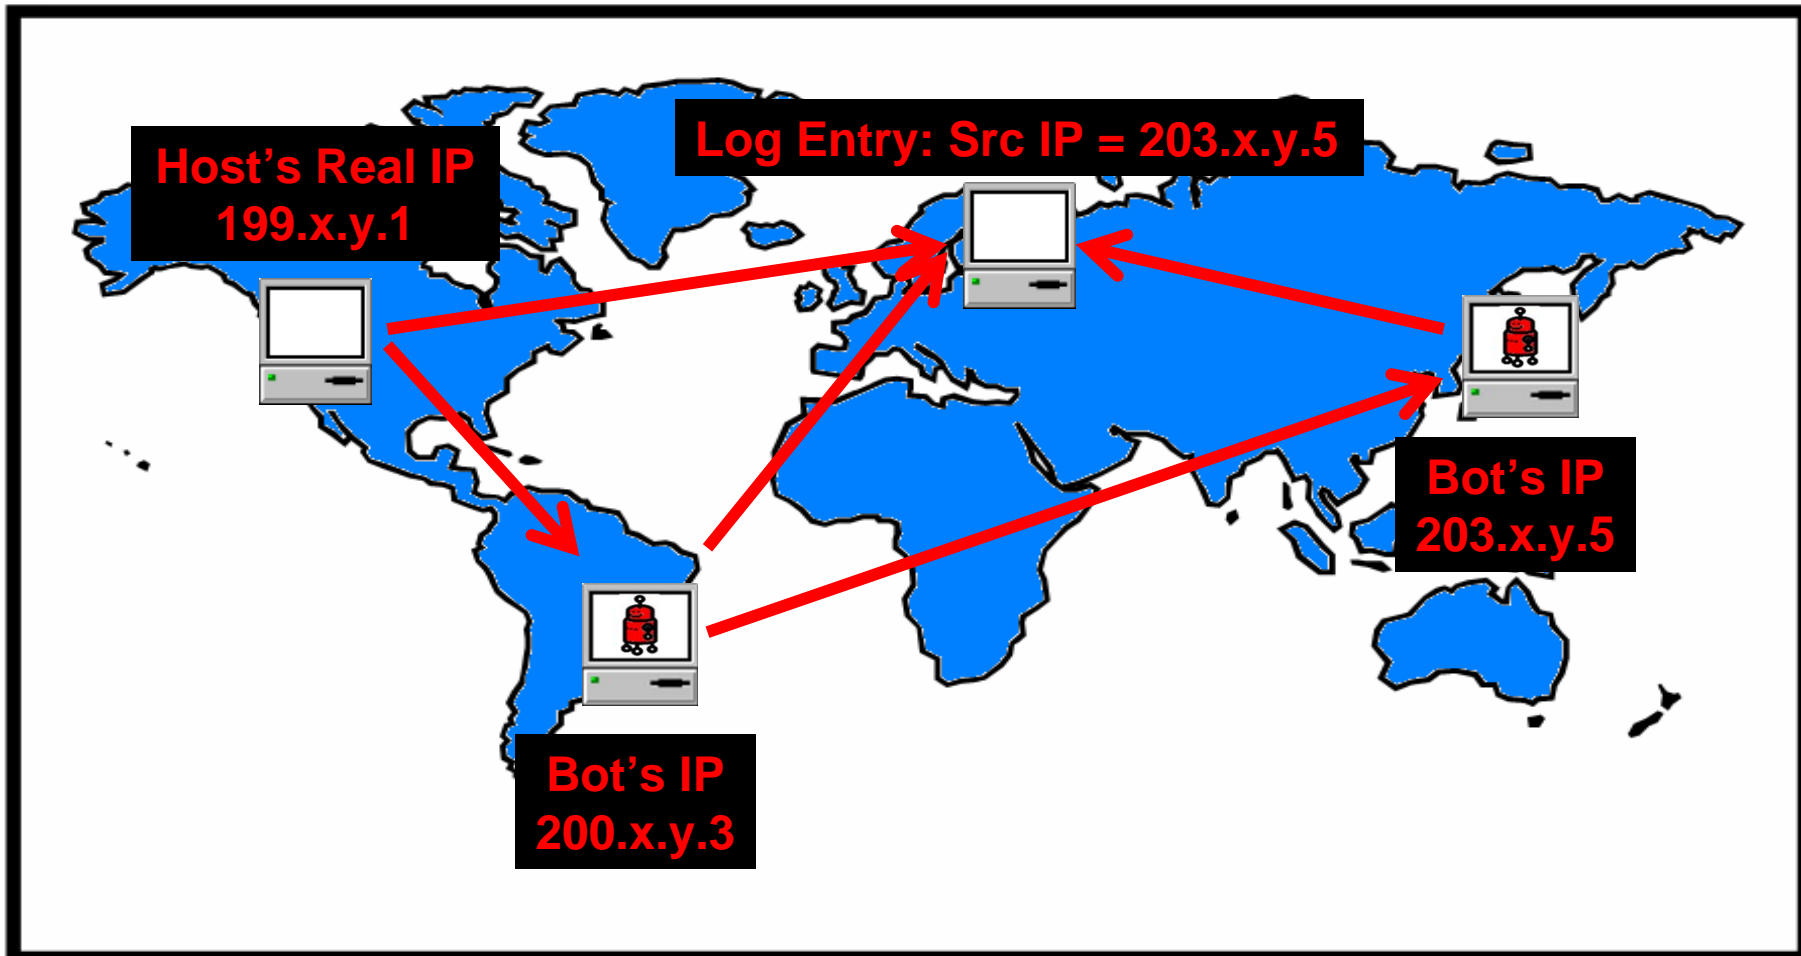 Host’s Real IP
199.x.y.1
Log Entry: Src IP = 203.x.y.5
Bot’s IP
203.x.y.5
Bot’s IP
200.x.y.3